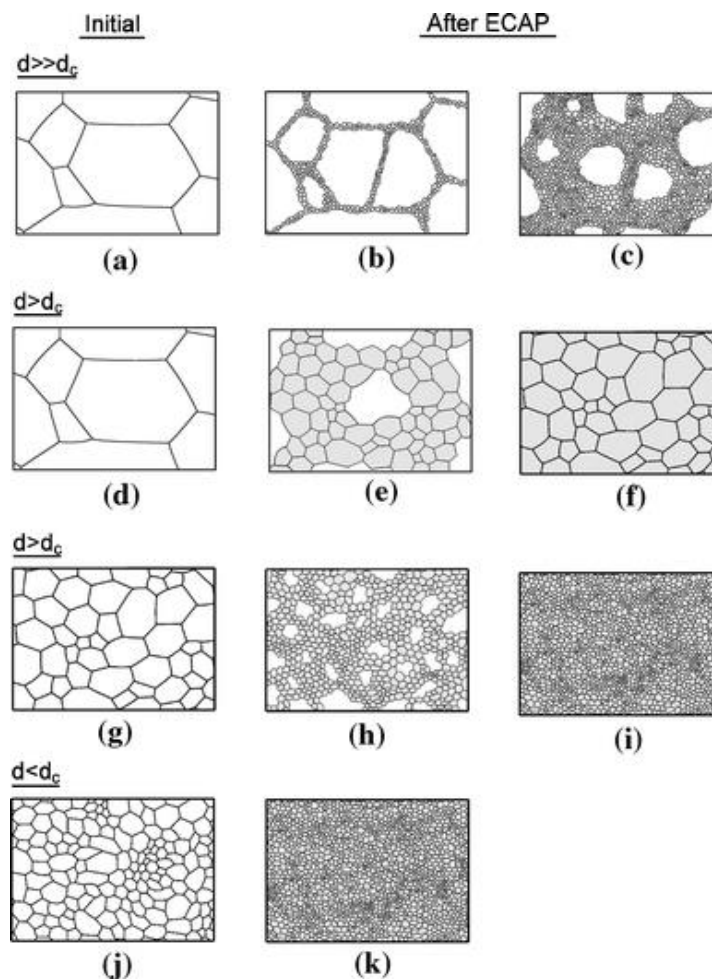 Initial After ECAP
d>>dc
(a) (b) (c)
d>dc
(d) (e) (f)
d>dc
(g) (h) (i)
d<dc
(j) (k)